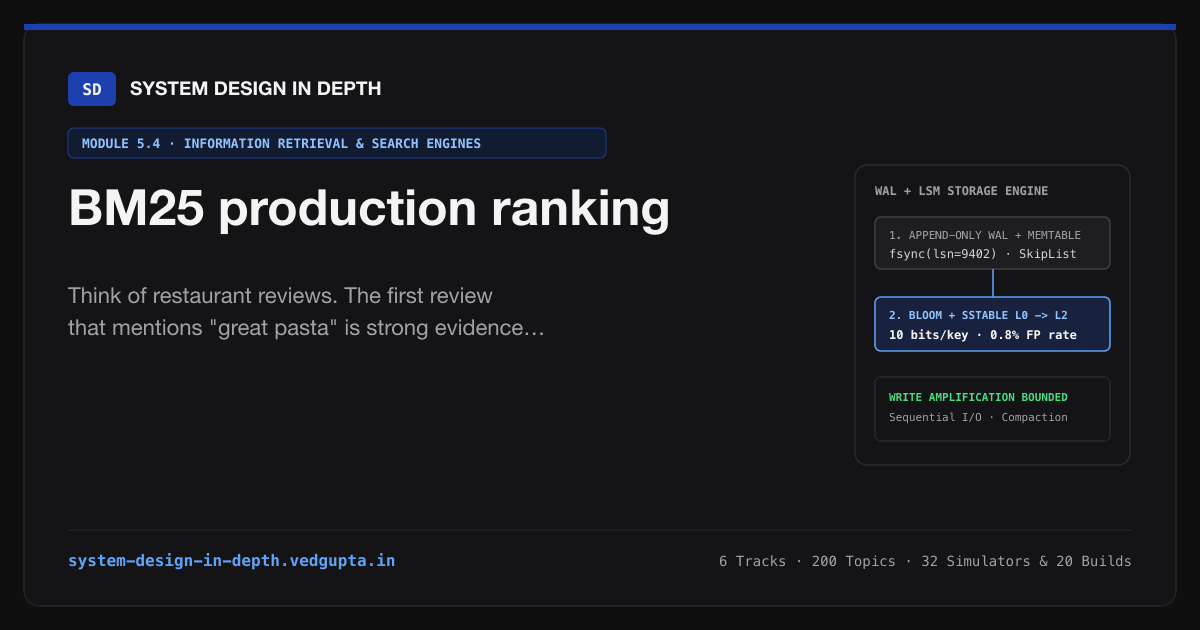 SD
SYSTEM DESIGN IN DEPTH
MODULE 5.4 · INFORMATION RETRIEVAL & SEARCH ENGINES
BM25 production ranking
Think of restaurant reviews. The first review
that mentions "great pasta" is strong evidence…
WAL + LSM STORAGE ENGINE
1. APPEND-ONLY WAL + MEMTABLE
fsync(lsn=9402) · SkipList
2. BLOOM + SSTABLE L0 -> L2
10 bits/key · 0.8% FP rate
WRITE AMPLIFICATION BOUNDED
Sequential I/O · Compaction
system-design-in-depth.vedgupta.in
6 Tracks · 200 Topics · 32 Simulators & 20 Builds